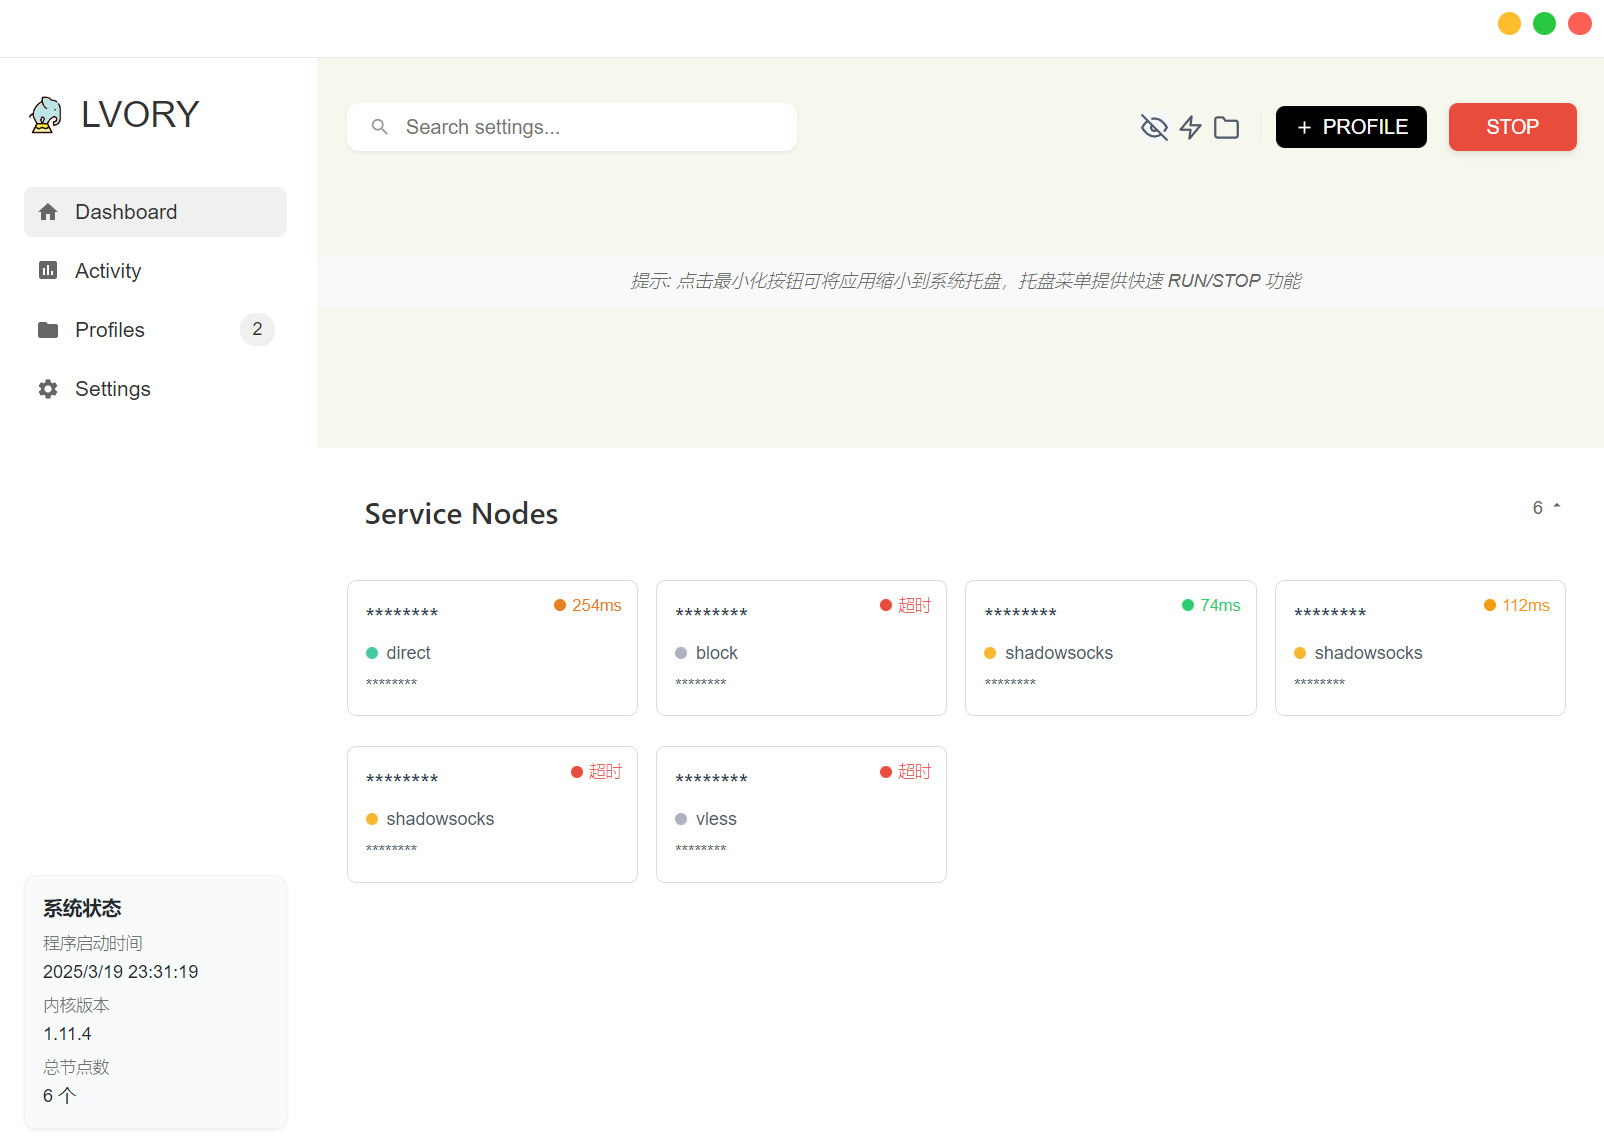 LVORY
Dashboard
Activity
Profiles
2
Settings
系统状态
程序启动时间
2025/3/19 23:31:19
内核版本
1.11.4
总节点数
6 个
Search settings...
+ PROFILE
STOP
提示: 点击最小化按钮可将应用缩小到系统托盘，托盘菜单提供快速 RUN/STOP 功能
Service Nodes
6
********
254ms
direct
********
********
超时
block
********
********
74ms
shadowsocks
********
********
112ms
shadowsocks
********
********
超时
shadowsocks
********
********
超时
vless
********